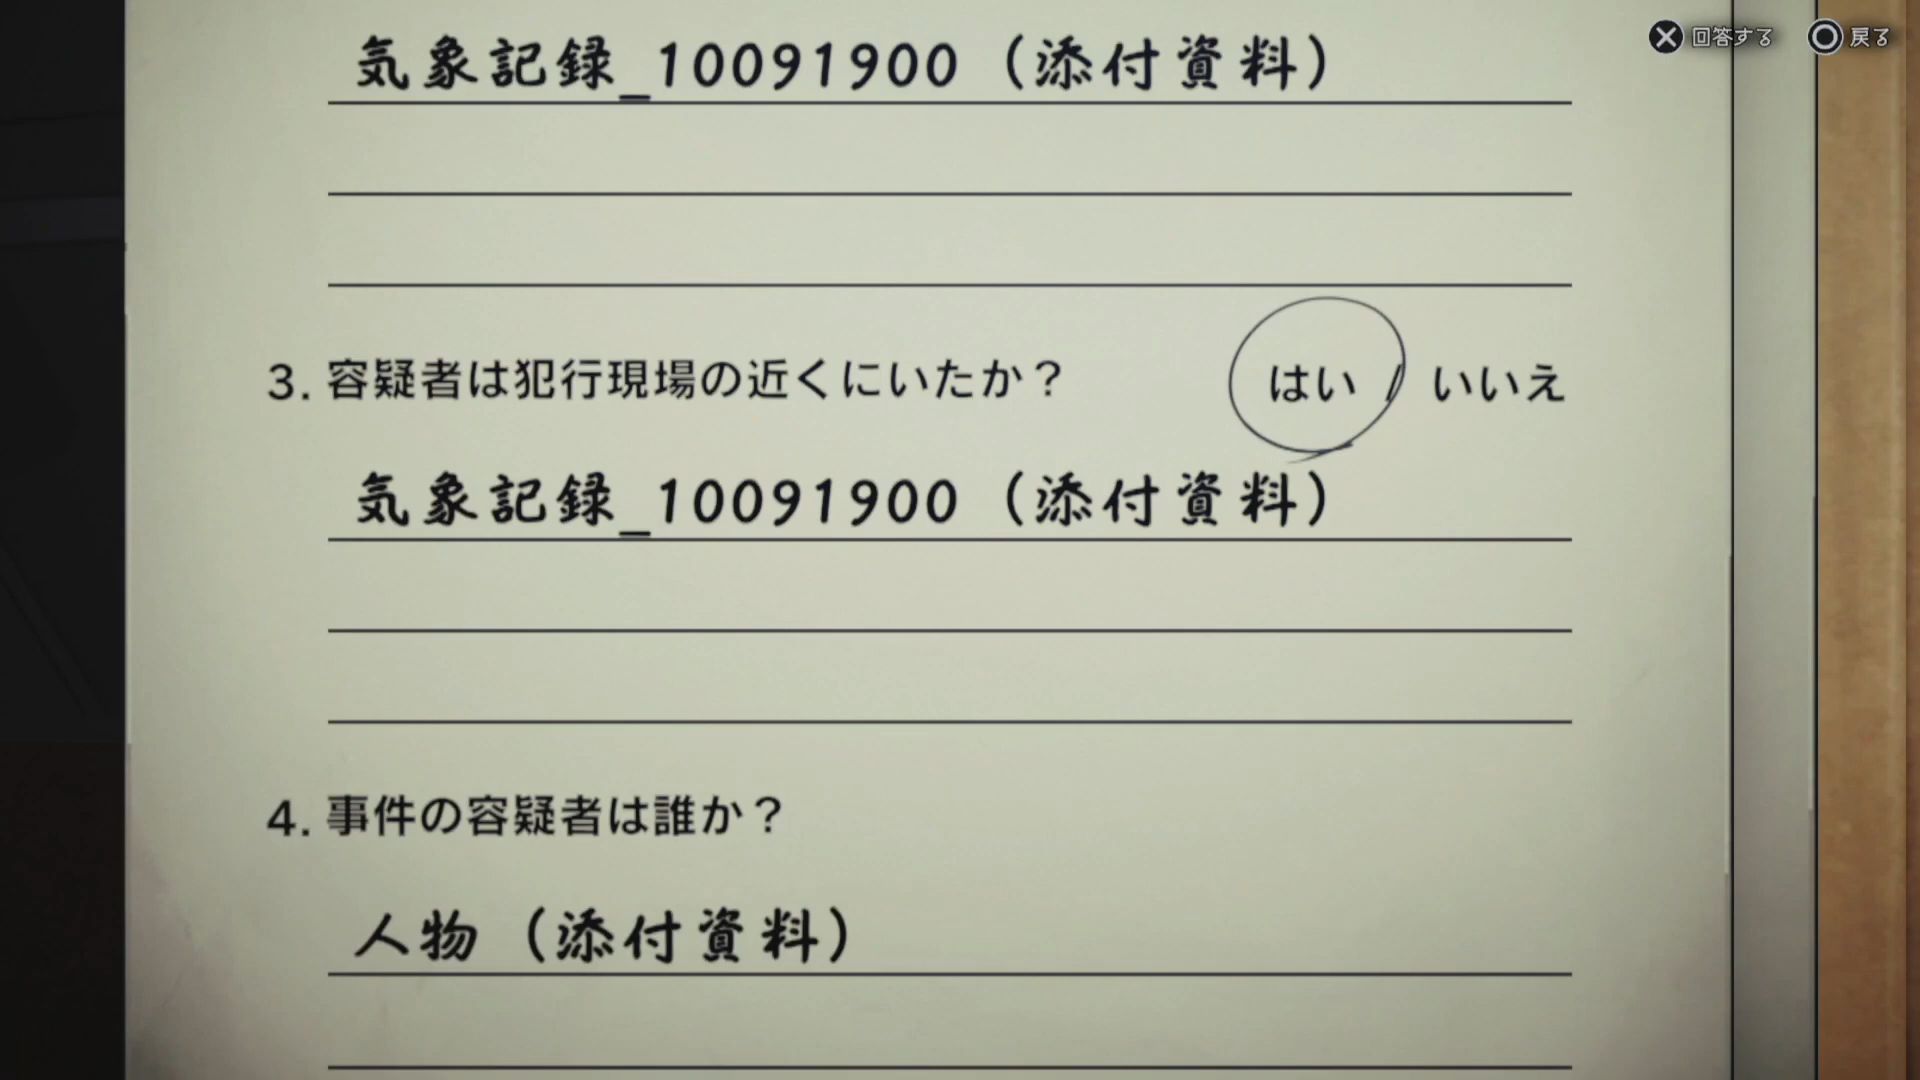 気象記録_10091900（添付資料）
回答する 戻る
3. 容疑者は犯行現場の近くにいたか？ はい / いいえ
気象記録_10091900（添付資料）
4. 事件の容疑者は誰か？
人物（添付資料）